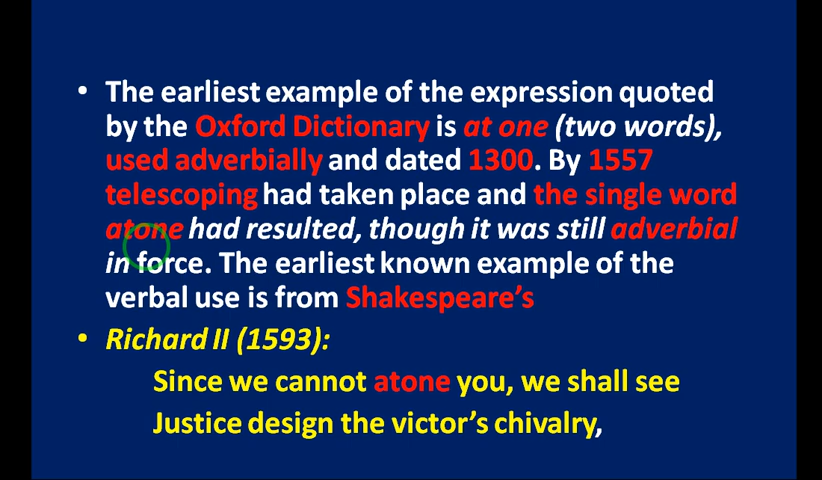 • The earliest example of the expression quoted
by the Oxford Dictionary is at one (two words),
used adverbially and dated 1300. By 1557
telescoping had taken place and the single word
atone had resulted, though it was still adverbial
in force. The earliest known example of the
verbal use is from Shakespeare's
• Richard II (1593):
Since we cannot atone you, we shall see
Justice design the victor's chivalry,